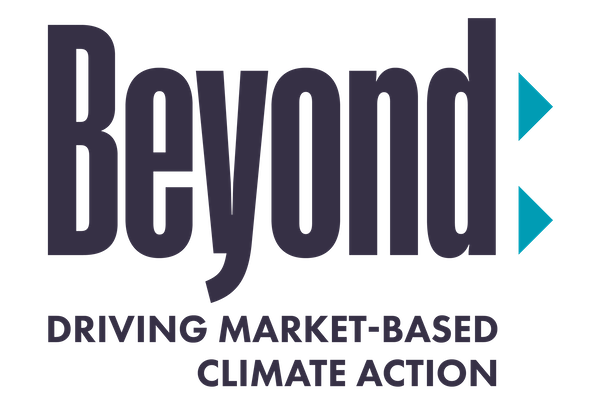 Beyond
DRIVING MARKET-BASED
CLIMATE ACTION